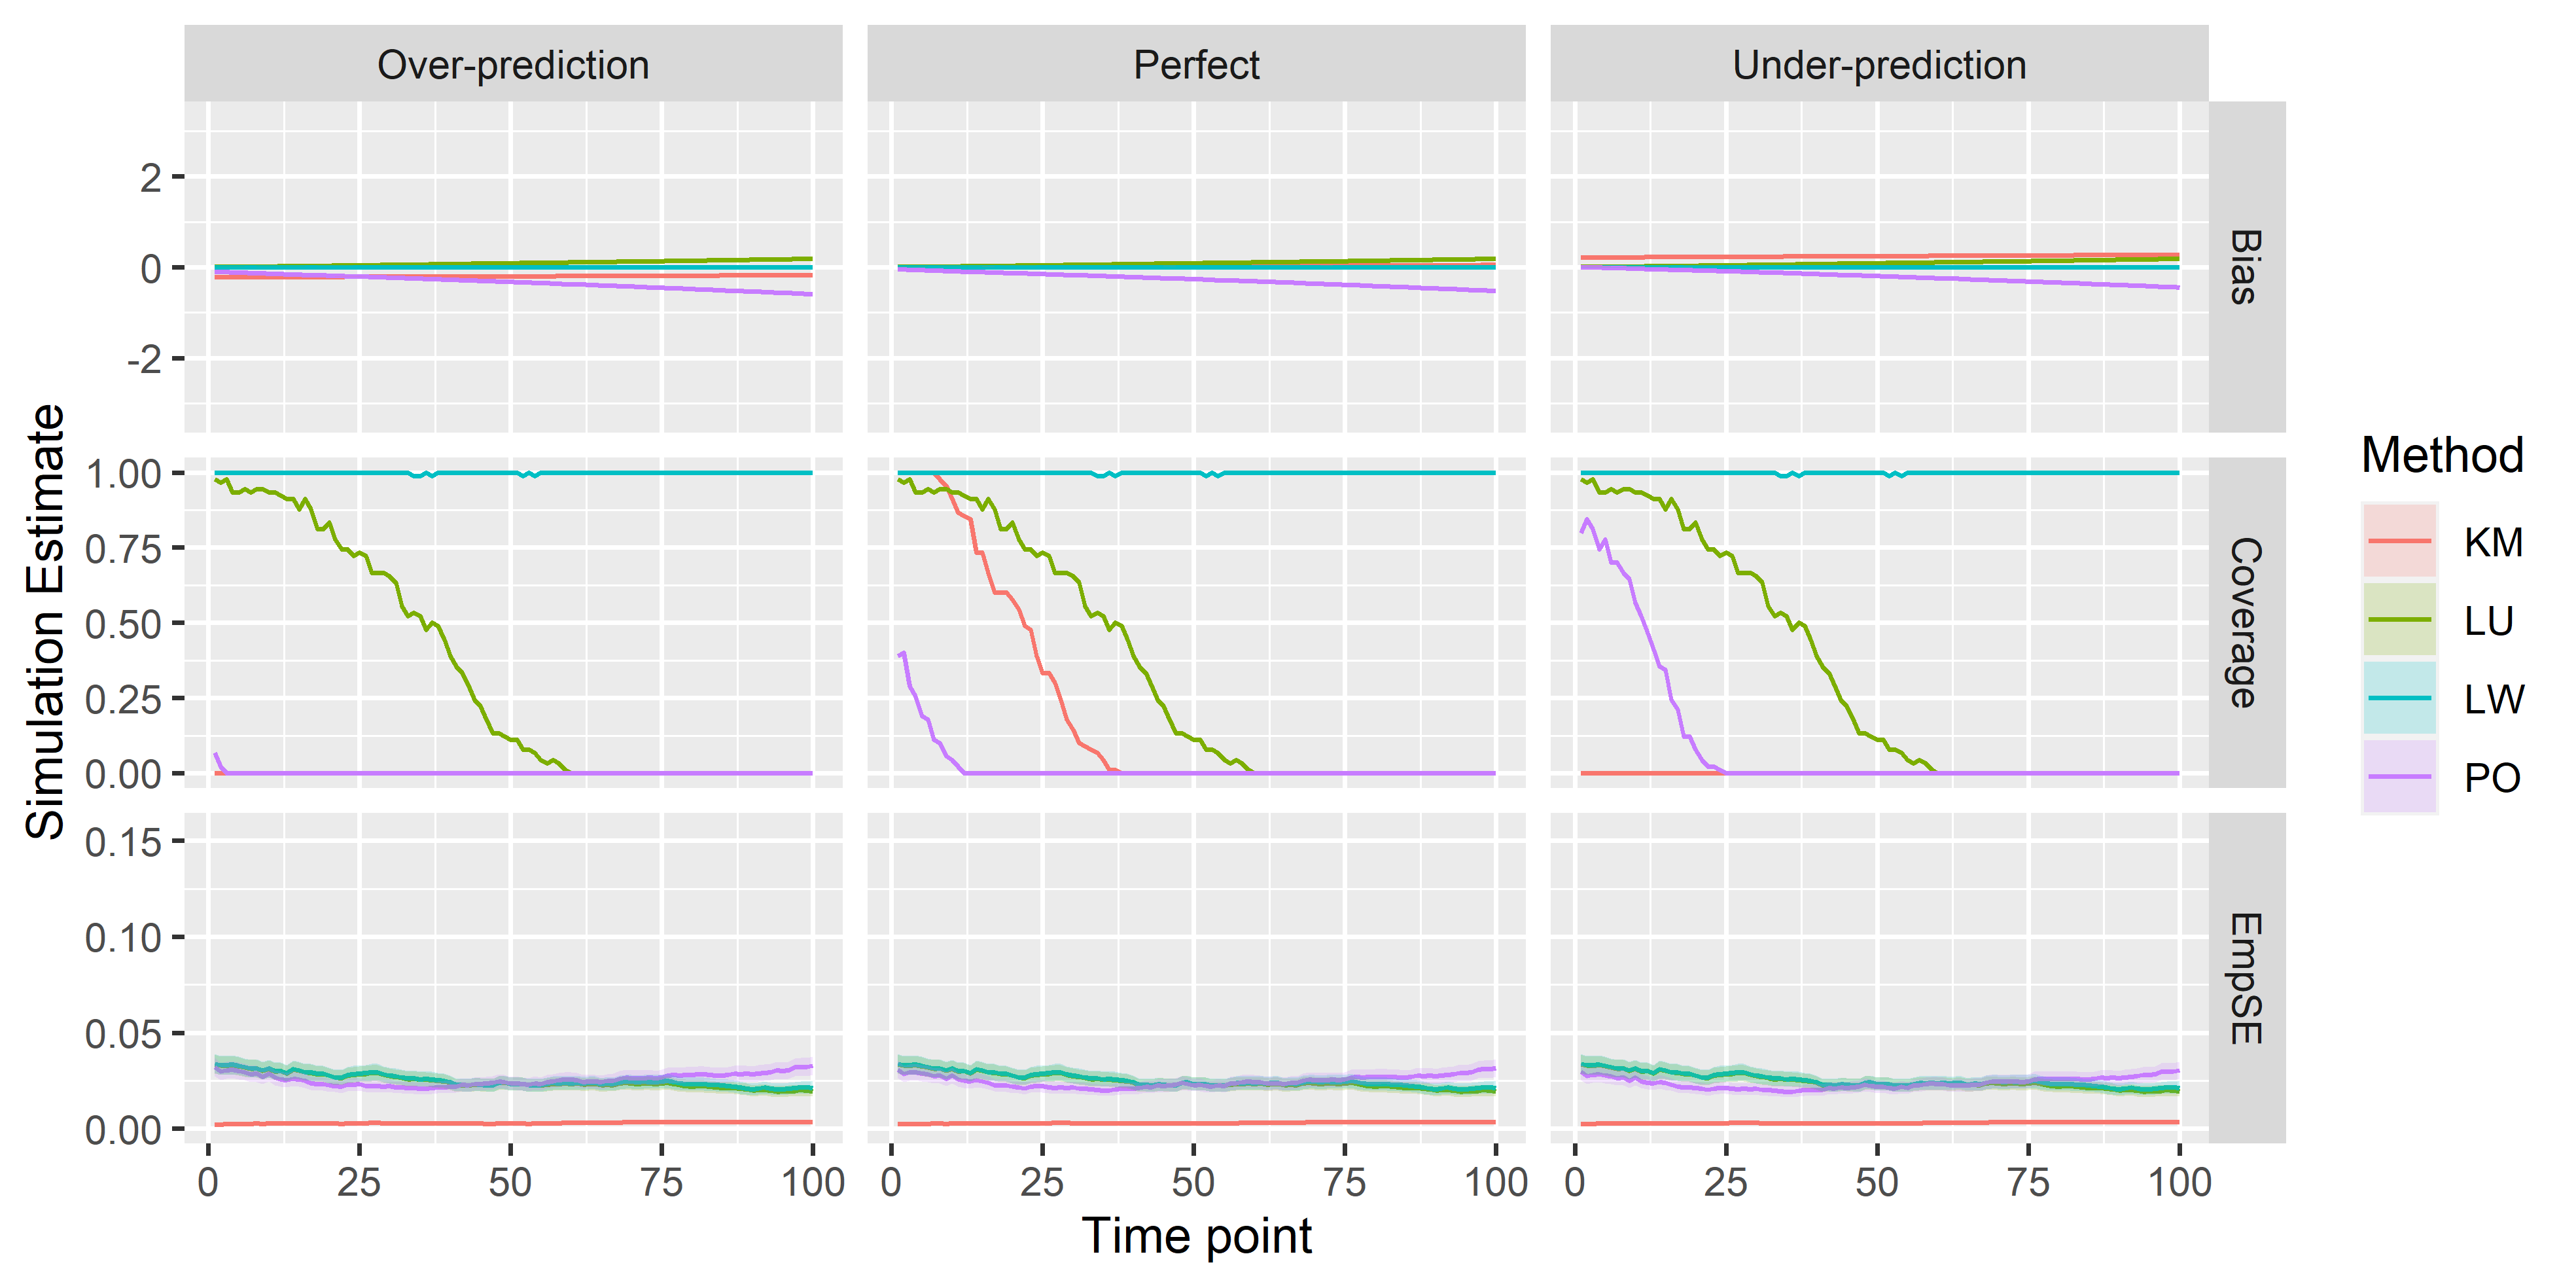 Over-prediction
Perfect
Under-prediction
2
0
-2
Bias
1.00
0.75
0.50
0.25
0.00
Coverage
0.15
0.10
0.05
0.00
EmpSE
0 25 50 75 100
0 25 50 75 100
0 25 50 75 100
Time point
Simulation Estimate
Method
KM
LU
LW
PO